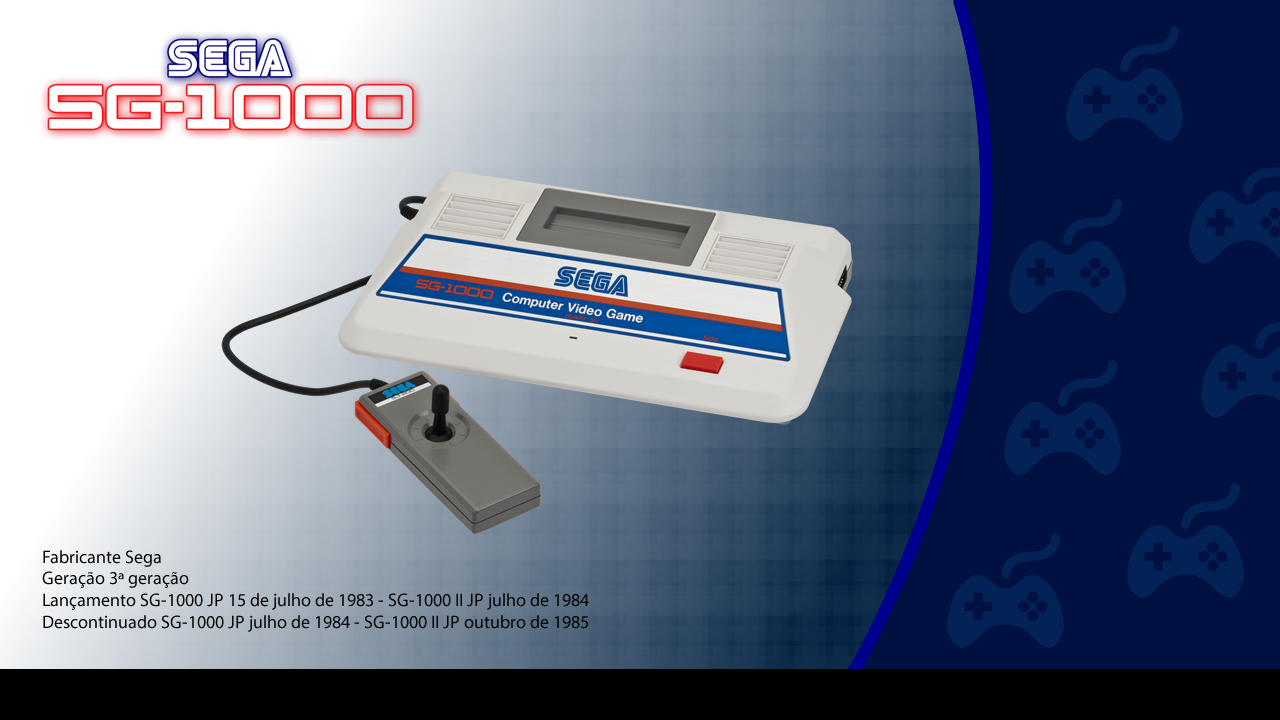 SEGA
SG-1000
SEGA
SG-1000 Computer Video Game
SEGA
Fabricante Sega
Geração 3ª geração
Lançamento SG-1000 JP 15 de julho de 1983 - SG-1000 II JP julho de 1984
Descontinuado SG-1000 JP julho de 1984 - SG-1000 II JP outubro de 1985